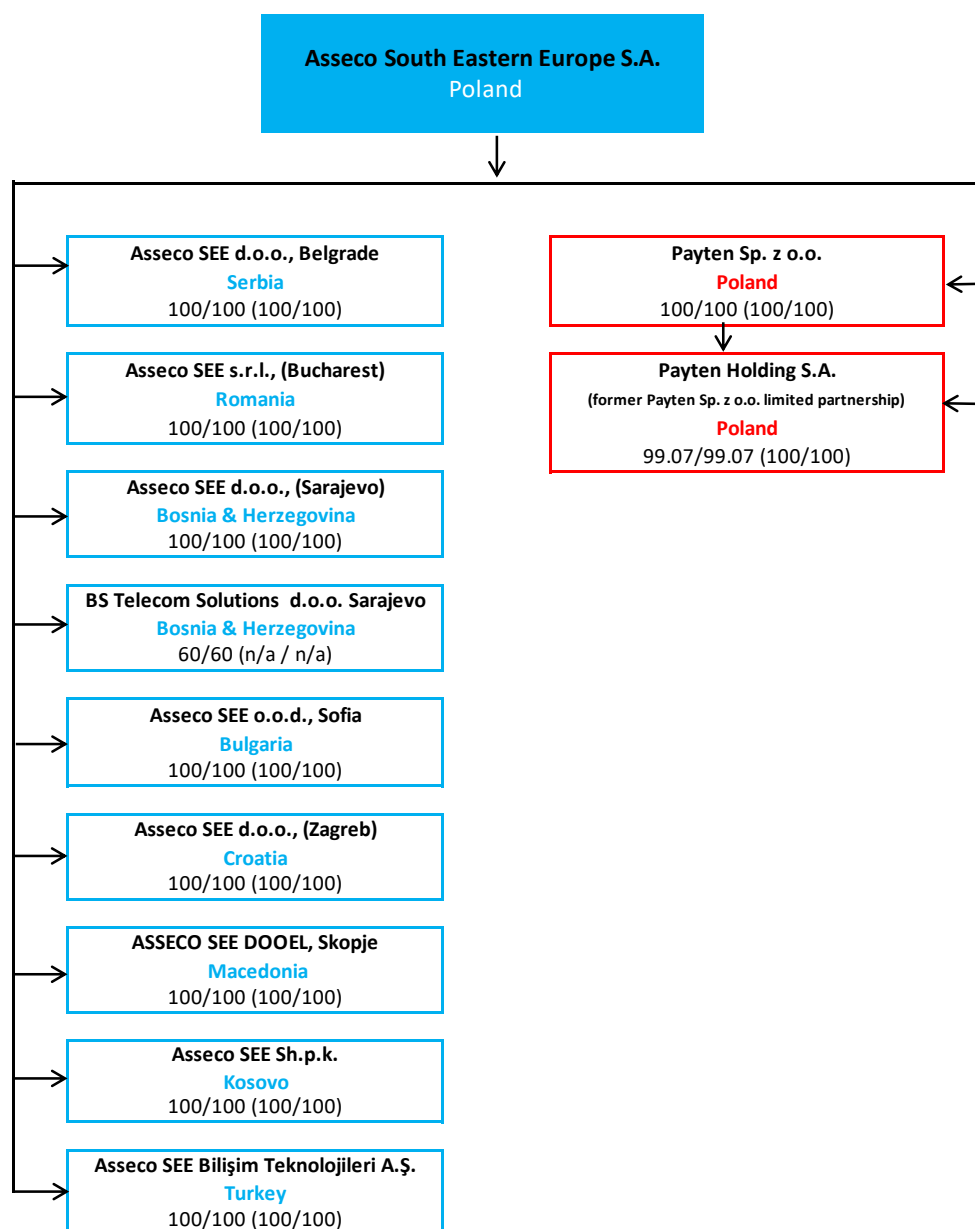 Asseco South Eastern Europe S.A.
Poland
Asseco SEE d.o.o., Belgrade
Serbia
100/100 (100/100)
Asseco SEE s.r.l., (Bucharest)
Romania
100/100 (100/100)
Asseco SEE d.o.o., (Sarajevo)
Bosnia & Herzegovina
100/100 (100/100)
BS Telecom Solutions d.o.o. Sarajevo
Bosnia & Herzegovina
60/60 (n/a / n/a)
Asseco SEE o.o.d., Sofia
Bulgaria
100/100 (100/100)
Asseco SEE d.o.o., (Zagreb)
Croatia
100/100 (100/100)
ASSECO SEE DOOEL, Skopje
Macedonia
100/100 (100/100)
Asseco SEE Sh.p.k.
Kosovo
100/100 (100/100)
Asseco SEE Bilişim Teknolojileri A.Ş.
Turkey
100/100 (100/100)
Payten Sp. z o.o.
Poland
100/100 (100/100)
Payten Holding S.A.
(former Payten Sp. z o.o. limited partnership)
Poland
99.07/99.07 (100/100)